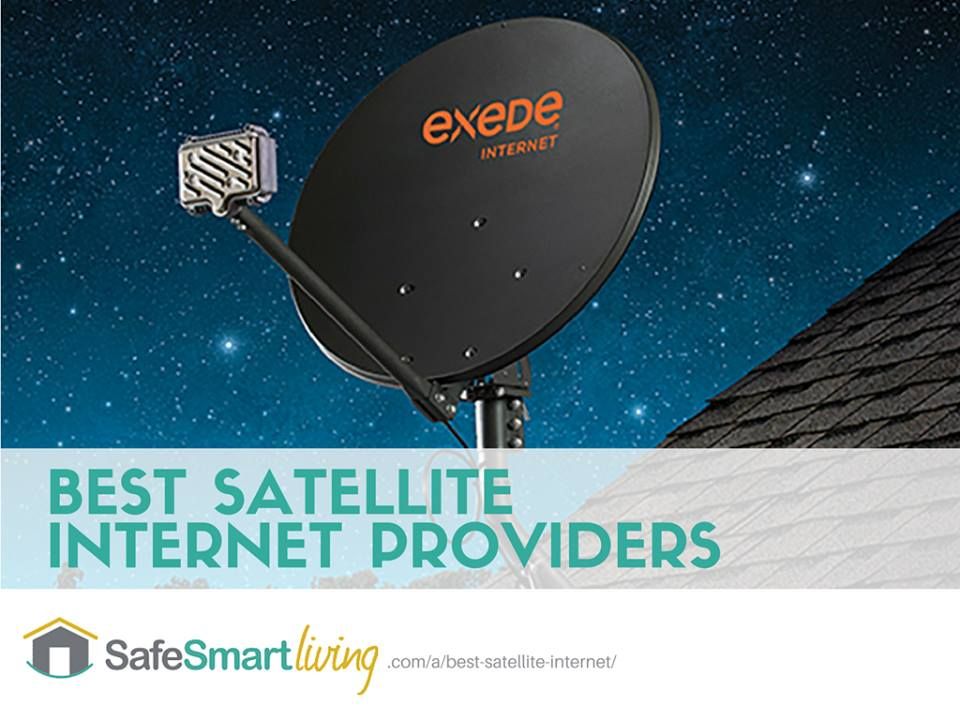 exede
INTERNET
BEST SATELLITE
INTERNET PROVIDERS
SafeSmartliving.com/a/best-satellite-internet/